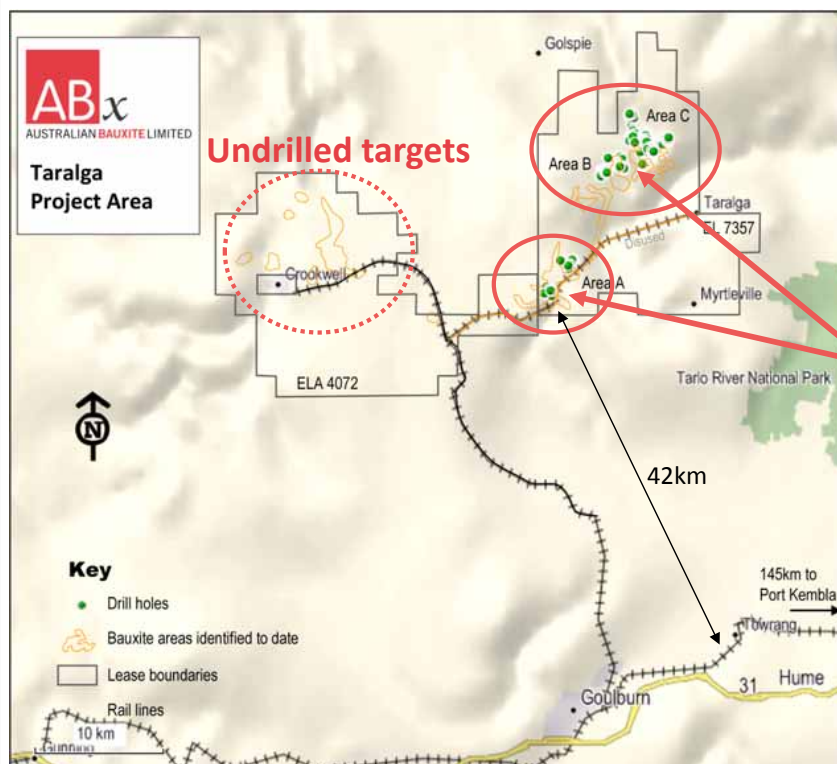 ABx
AUSTRALIAN BAUXITE LIMITED
Taralga
Project Area
Golspie
Undrilled targets
Area C
Area B
Taralga
EL 7357
Disused
Crookwell
Area A
Myrtleville
ELA 4072
Tarlo River National Park
N
42km
Key
Drill holes
Bauxite areas identified to date
Lease boundaries
Rail lines
10 km
Gunning
145km to
Port Kembla
Towrang
31 Hume
Goulburn